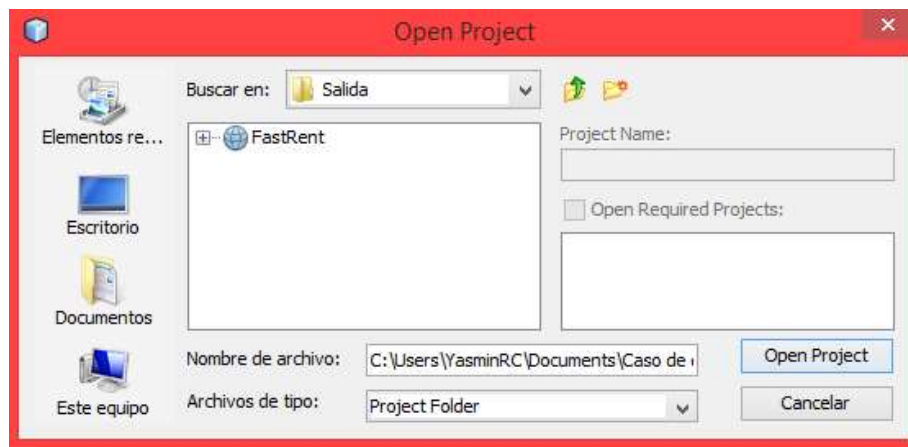 Open Project
Buscar en:
Salida
Elementos re...
Escritorio
Documentos
Este equipo
FastRent
Project Name:
Open Required Projects:
Nombre de archivo:
C:\Users\YasminRC\Documents\Caso de
Open Project
Archivos de tipo:
Project Folder
Cancelar